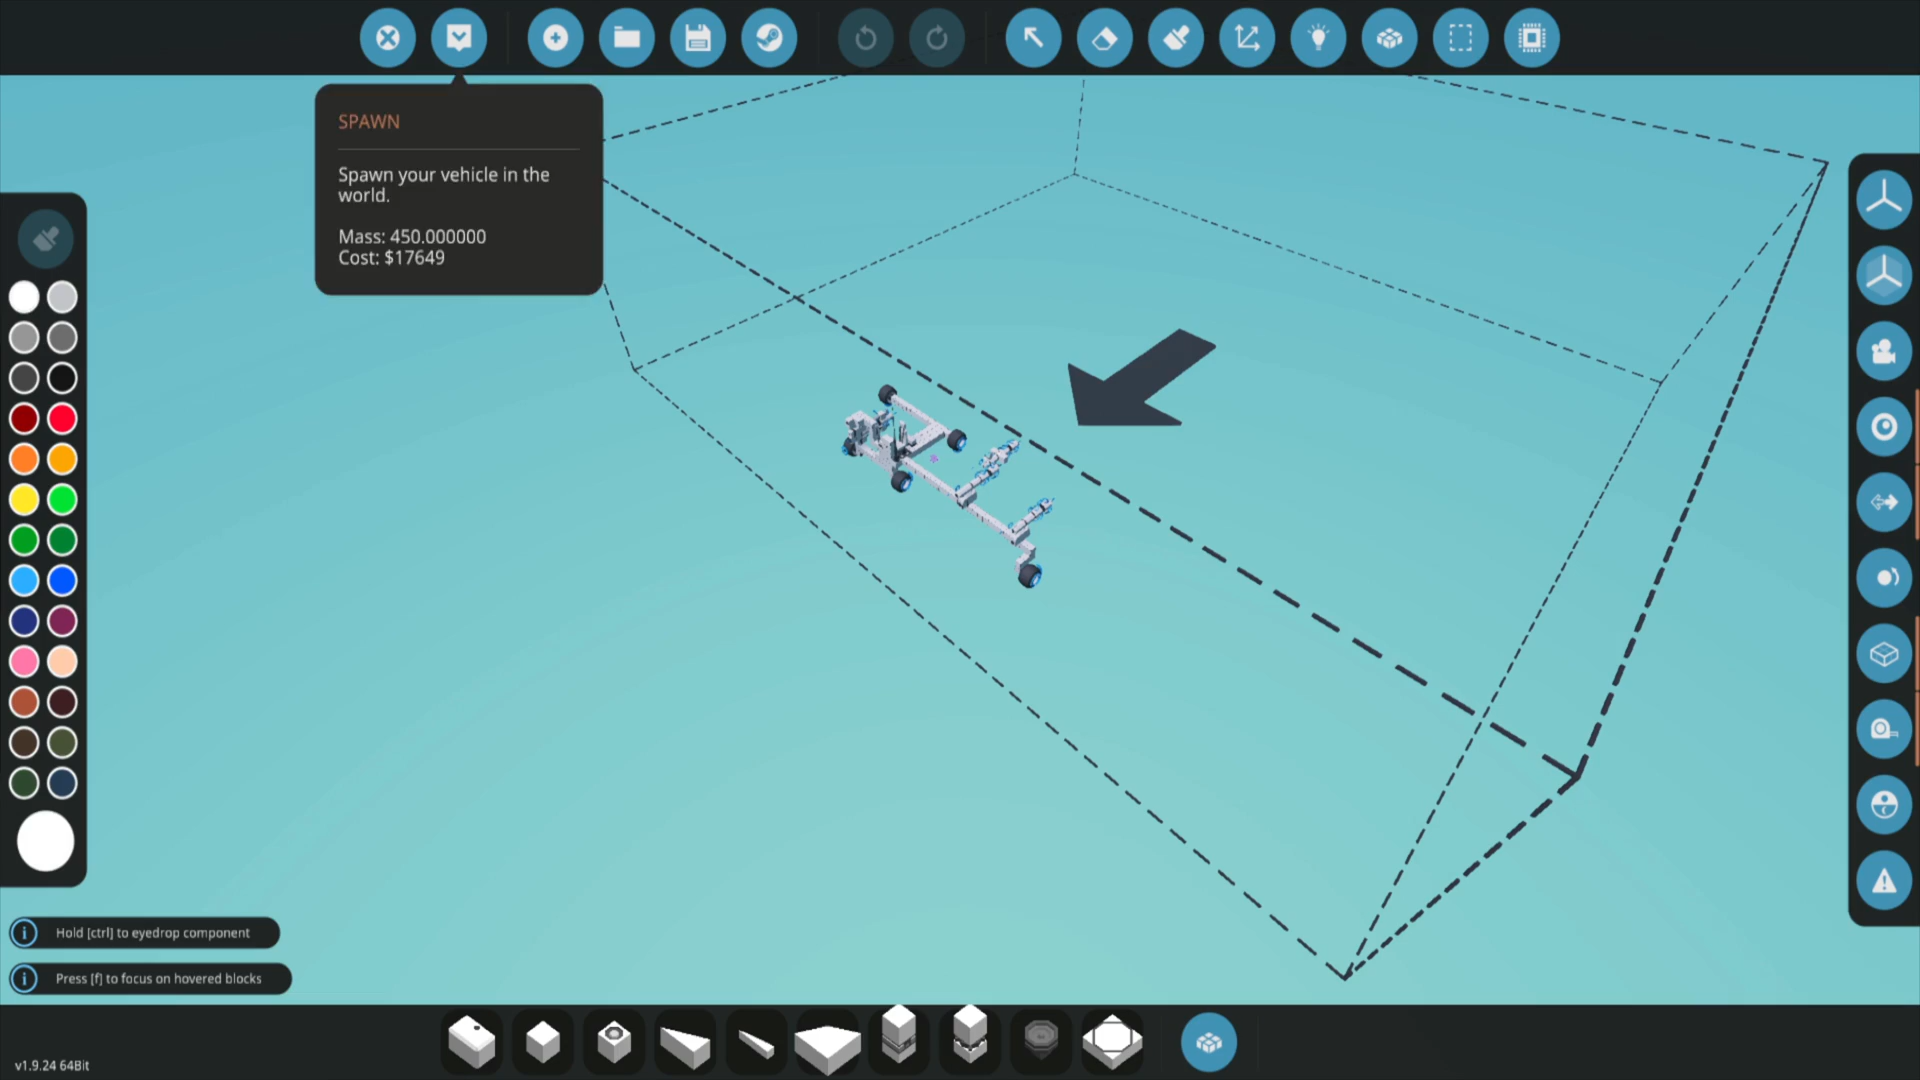 SPAWN
Spawn your vehicle in the
world.
Mass: 450.000000
Cost: $17649
Hold [ctrl] to eyedrop component
Press [f] to focus on hovered blocks
v1.9.24 64Bit